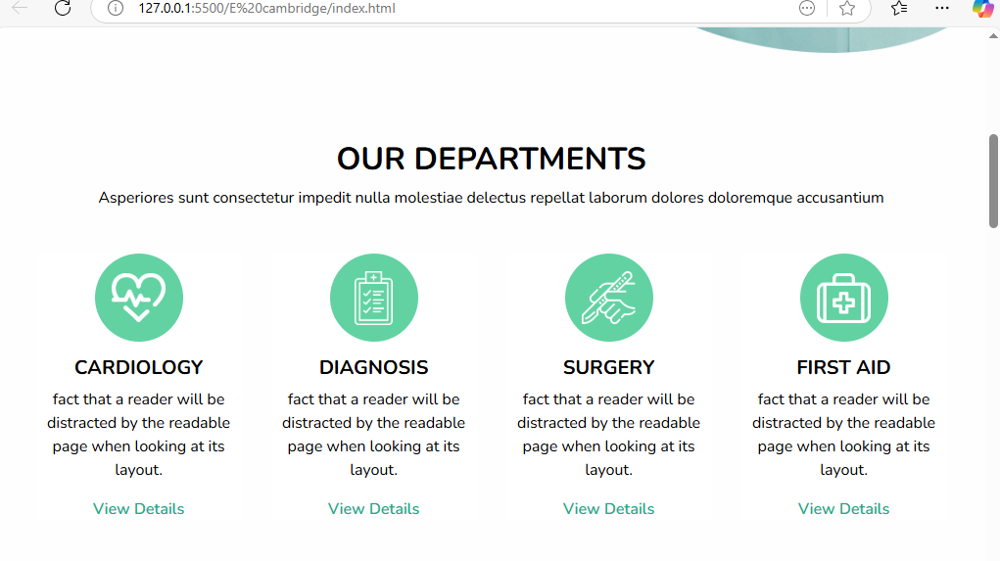 127.0.0.1:5500/E%20cambridge/index.html
OUR DEPARTMENTS
Asperiores sunt consectetur impedit nulla molestiae delectus repellat laborum dolores doloremque accusantium
CARDIOLOGY
fact that a reader will be
distracted by the readable
page when looking at its
layout.
View Details
DIAGNOSIS
fact that a reader will be
distracted by the readable
page when looking at its
layout.
View Details
SURGERY
fact that a reader will be
distracted by the readable
page when looking at its
layout.
View Details
FIRST AID
fact that a reader will be
distracted by the readable
page when looking at its
layout.
View Details